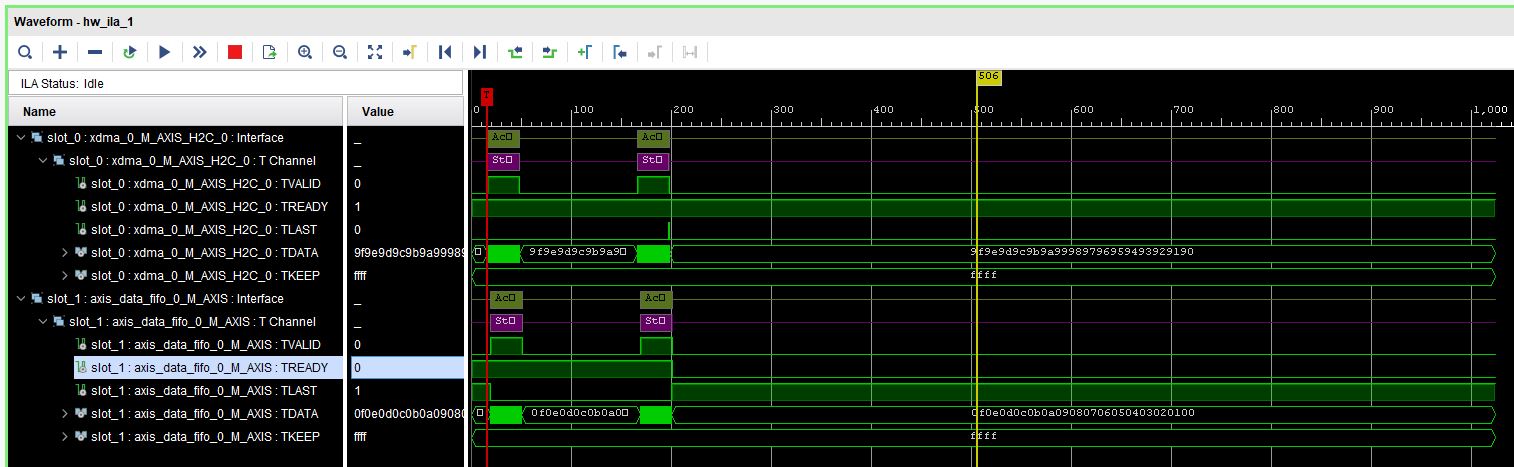 Waveform - hw_ila_1
ILA Status: Idle
506
Name Value
T
0 100 200 300 400 500 600 700 800 900 1,000
slot_0 : xdma_0_M_AXIS_H2C_0 : Interface _ Ac Ac
slot_0 : xdma_0_M_AXIS_H2C_0 : T Channel _ St St
slot_0 : xdma_0_M_AXIS_H2C_0 : TVALID 0
slot_0 : xdma_0_M_AXIS_H2C_0 : TREADY 1
slot_0 : xdma_0_M_AXIS_H2C_0 : TLAST 0
slot_0 : xdma_0_M_AXIS_H2C_0 : TDATA 9f9e9d9c9b9a99989 9f9e9d9c9b9a9 9f9e9d9c9b9a99989796959493929190
slot_0 : xdma_0_M_AXIS_H2C_0 : TKEEP ffff ffff
slot_1 : axis_data_fifo_0_M_AXIS : Interface _ Ac Ac
slot_1 : axis_data_fifo_0_M_AXIS : T Channel _ St St
slot_1 : axis_data_fifo_0_M_AXIS : TVALID 0
slot_1 : axis_data_fifo_0_M_AXIS : TREADY 0
slot_1 : axis_data_fifo_0_M_AXIS : TLAST 1
slot_1 : axis_data_fifo_0_M_AXIS : TDATA 0f0e0d0c0b0a09080 0f0e0d0c0b0a0 0f0e0d0c0b0a09080706050403020100
slot_1 : axis_data_fifo_0_M_AXIS : TKEEP ffff ffff